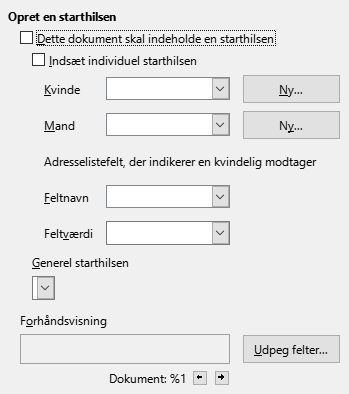 Opret en starthilsen
Dette dokument skal indeholde en starthilsen
Indsæt individuel starthilsen
Kvinde
Ny...
Mand
Ny...
Adresselistefelt, der indikerer en kvindelig modtager
Feltnavn
Feltværdi
Generel starthilsen
Forhåndsvisning
Udpeg felter...
Dokument: %1